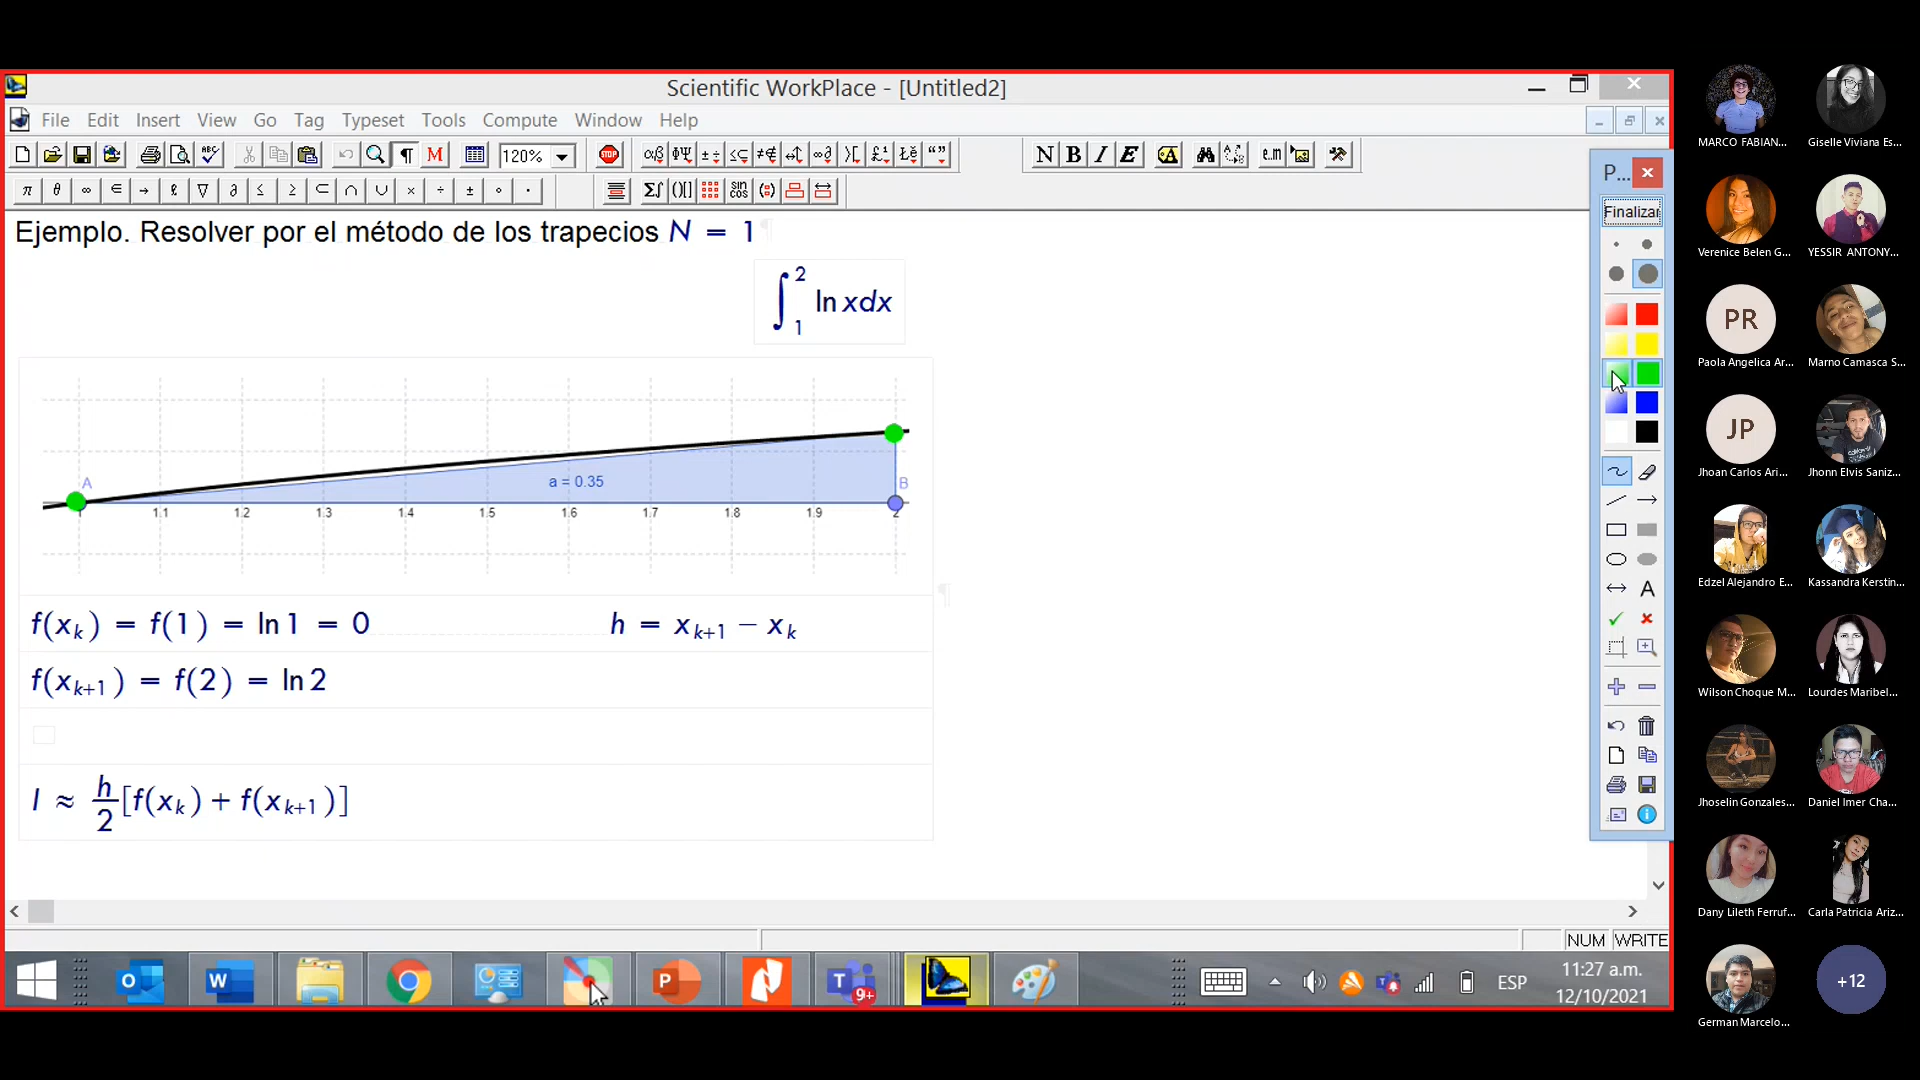 Scientific WorkPlace - [Untitled2]
File Edit Insert View Go Tag Typeset Tools Compute Window Help
120%
STOP
N B I E
π θ ∞ ∈ → ℓ ∇ ∂ ≤ ≥ ⊂ ∩ ∪ × ÷ ± ∘ ·
sin cos
P...
Finalizar
Ejemplo. Resolver por el método de los trapecios N = 1
∫₁² ln xdx
A
a = 0.35
B
1 1.1 1.2 1.3 1.4 1.5 1.6 1.7 1.8 1.9 2
f(xₖ) = f(1) = ln 1 = 0 h = xₖ₊₁ − xₖ
f(xₖ₊₁) = f(2) = ln 2
I ≈ h/2[f(xₖ) + f(xₖ₊₁)]
NUM WRITE
9+
ESP
11:27 a.m.
12/10/2021
MARCO FABIAN... Giselle Viviana Es...
Verenice Belen G... YESSIR ANTONY...
PR
Paola Angelica Ar... Marno Camasca S...
JP
Jhoan Carlos Ari... Jhonn Elvis Saniz...
Edzel Alejandro E... Kassandra Kerstin...
Wilson Choque M... Lourdes Maribel...
Jhoselin Gonzales... Daniel Imer Cha...
Dany Lileth Ferruf... Carla Patricia Ariz...
+12
German Marcelo...